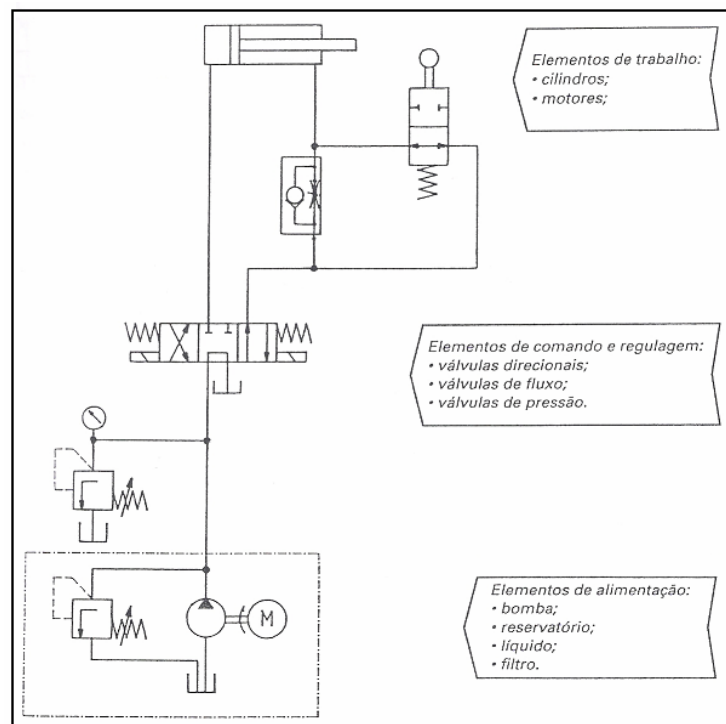 Elementos de trabalho:
• cilindros;
• motores;
Elementos de comando e regulagem:
• válvulas direcionais;
• válvulas de fluxo;
• válvulas de pressão.
Elementos de alimentação:
• bomba;
• reservatório;
• líquido;
• filtro.
M